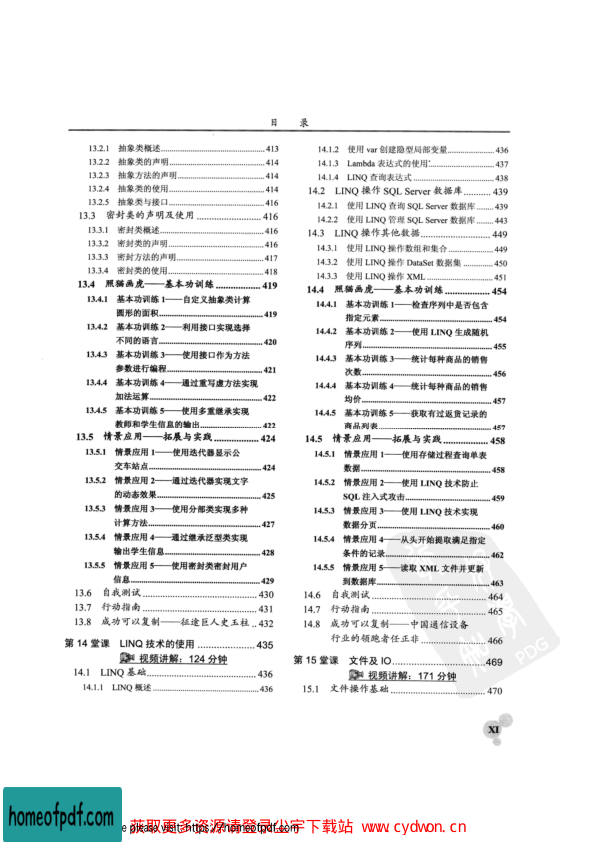 目 录
13.2.1 抽象类概述 413
13.2.2 抽象类的声明 414
13.2.3 抽象方法的声明 414
13.2.4 抽象类的使用 414
13.2.5 抽象类与接口 416
13.3 密封类的声明及使用 416
13.3.1 密封类概述 416
13.3.2 密封类的声明 416
13.3.3 密封方法的声明 417
13.3.4 密封类的使用 418
13.4 照猫画虎——基本功训练 419
13.4.1 基本功训练 1——自定义抽象类计算
圆形的面积 419
13.4.2 基本功训练 2——利用接口实现选择
不同的语言 420
13.4.3 基本功训练 3——使用接口作为方法
参数进行编程 421
13.4.4 基本功训练 4——通过重写虚方法实现
加法运算 422
13.4.5 基本功训练 5——使用多重继承实现
教师和学生信息的输出 422
13.5 情景应用——拓展与实践 424
13.5.1 情景应用 1——使用迭代器显示公
交车站点 424
13.5.2 情景应用 2——通过迭代器实现文字
的动态效果 425
13.5.3 情景应用 3——使用分部类实现多种
计算方法 427
13.5.4 情景应用 4——通过继承泛型类实现
输出学生信息 428
13.5.5 情景应用 5——使用密封类密封用户
信息 429
13.6 自我测试 430
13.7 行动指南 431
13.8 成功可以复制——征途巨人史玉柱 432
第 14 堂课 LINQ 技术的使用 435
视频讲解：124 分钟
14.1 LINQ 基础 436
14.1.1 LINQ 概述 436
14.1.2 使用 var 创建隐型局部变量 436
14.1.3 Lambda 表达式的使用 437
14.1.4 LINQ 查询表达式 438
14.2 LINQ 操作 SQL Server 数据库 439
14.2.1 使用 LINQ 查询 SQL Server 数据库 439
14.2.2 使用 LINQ 管理 SQL Server 数据库 443
14.3 LINQ 操作其他数据 449
14.3.1 使用 LINQ 操作数组和集合 449
14.3.2 使用 LINQ 操作 DataSet 数据集 450
14.3.3 使用 LINQ 操作 XML 451
14.4 照猫画虎——基本功训练 454
14.4.1 基本功训练 1——检查序列中是否包含
指定元素 454
14.4.2 基本功训练 2——使用 LINQ 生成随机
序列 455
14.4.3 基本功训练 3——统计每种商品的销售
次数 456
14.4.4 基本功训练 4——统计每种商品的销售
均价 457
14.4.5 基本功训练 5——获取有过返货记录的
商品列表 457
14.5 情景应用——拓展与实践 458
14.5.1 情景应用 1——使用存储过程查询单表
数据 458
14.5.2 情景应用 2——使用 LINQ 技术防止
SQL 注入式攻击 459
14.5.3 情景应用 3——使用 LINQ 技术实现
数据分页 460
14.5.4 情景应用 4——从头开始提取满足指定
条件的记录 462
14.5.5 情景应用 5——读取 XML 文件并更新
到数据库 463
14.6 自我测试 464
14.7 行动指南 465
14.8 成功可以复制——中国通信设备
行业的领跑者任正非 466
第 15 堂课 文件及 IO 469
视频讲解：171 分钟
15.1 文件操作基础 470
PDG
XI
homeofpdf.com
e please visit: https://homeofpdf.com
获取更多资源请登录尘宇下载站 www.cydwon.cn